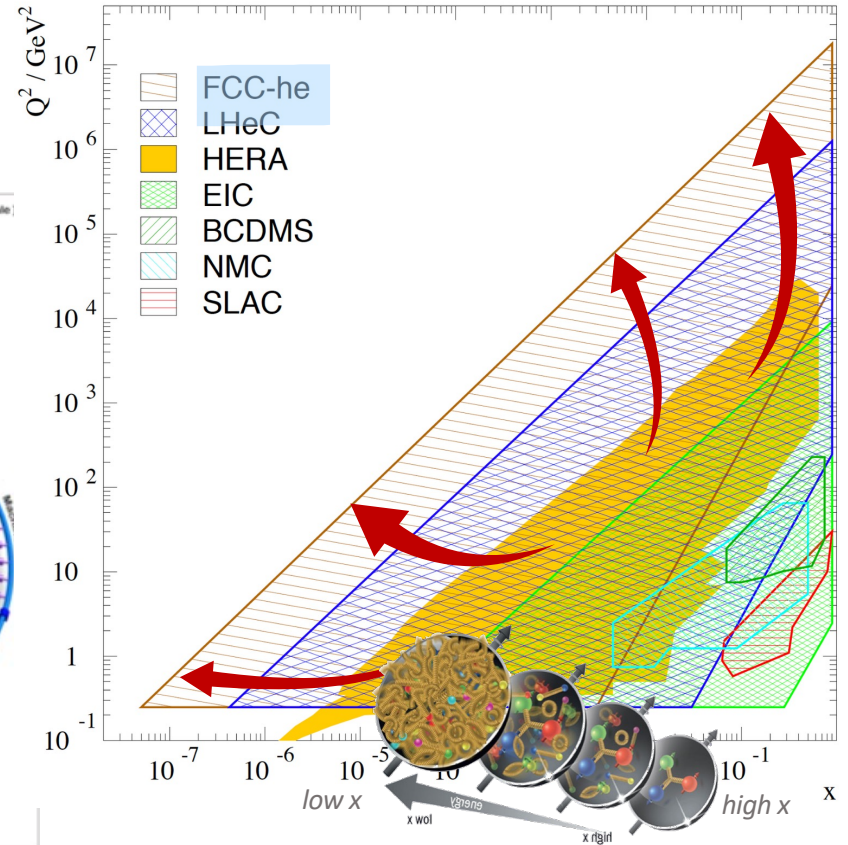 Q² / GeV²
10⁷
10⁶
10⁵
10⁴
10³
10²
10
1
10⁻¹
FCC-he
LHeC
HERA
EIC
BCDMS
NMC
SLAC
10⁻⁷ 10⁻⁶ 10⁻⁵ 10 10⁻¹ x
low x
high x
energy
low x
high x